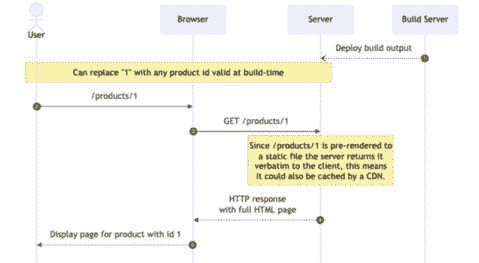 User
Browser
Server
Build Server
Deploy build output
Can replace "1" with any product id valid at build-time
/products/1
GET /products/1
Since /products/1 is pre-rendered to
a static file the server returns it
verbatim to the client, this means
it could also be cached by a CDN.
HTTP response
with full HTML page
Display page for product with id 1